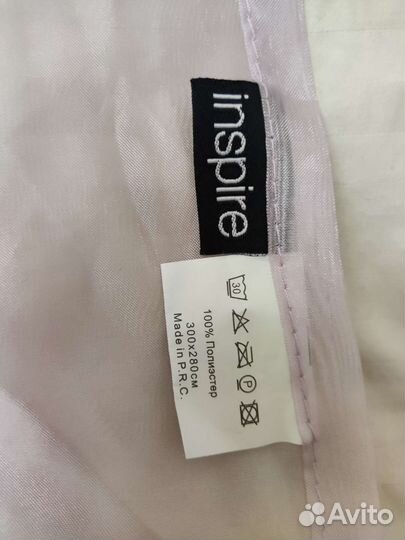 inspire
30 P
100% Полиэстер
300x280см
Made in P.R.C.
Avito